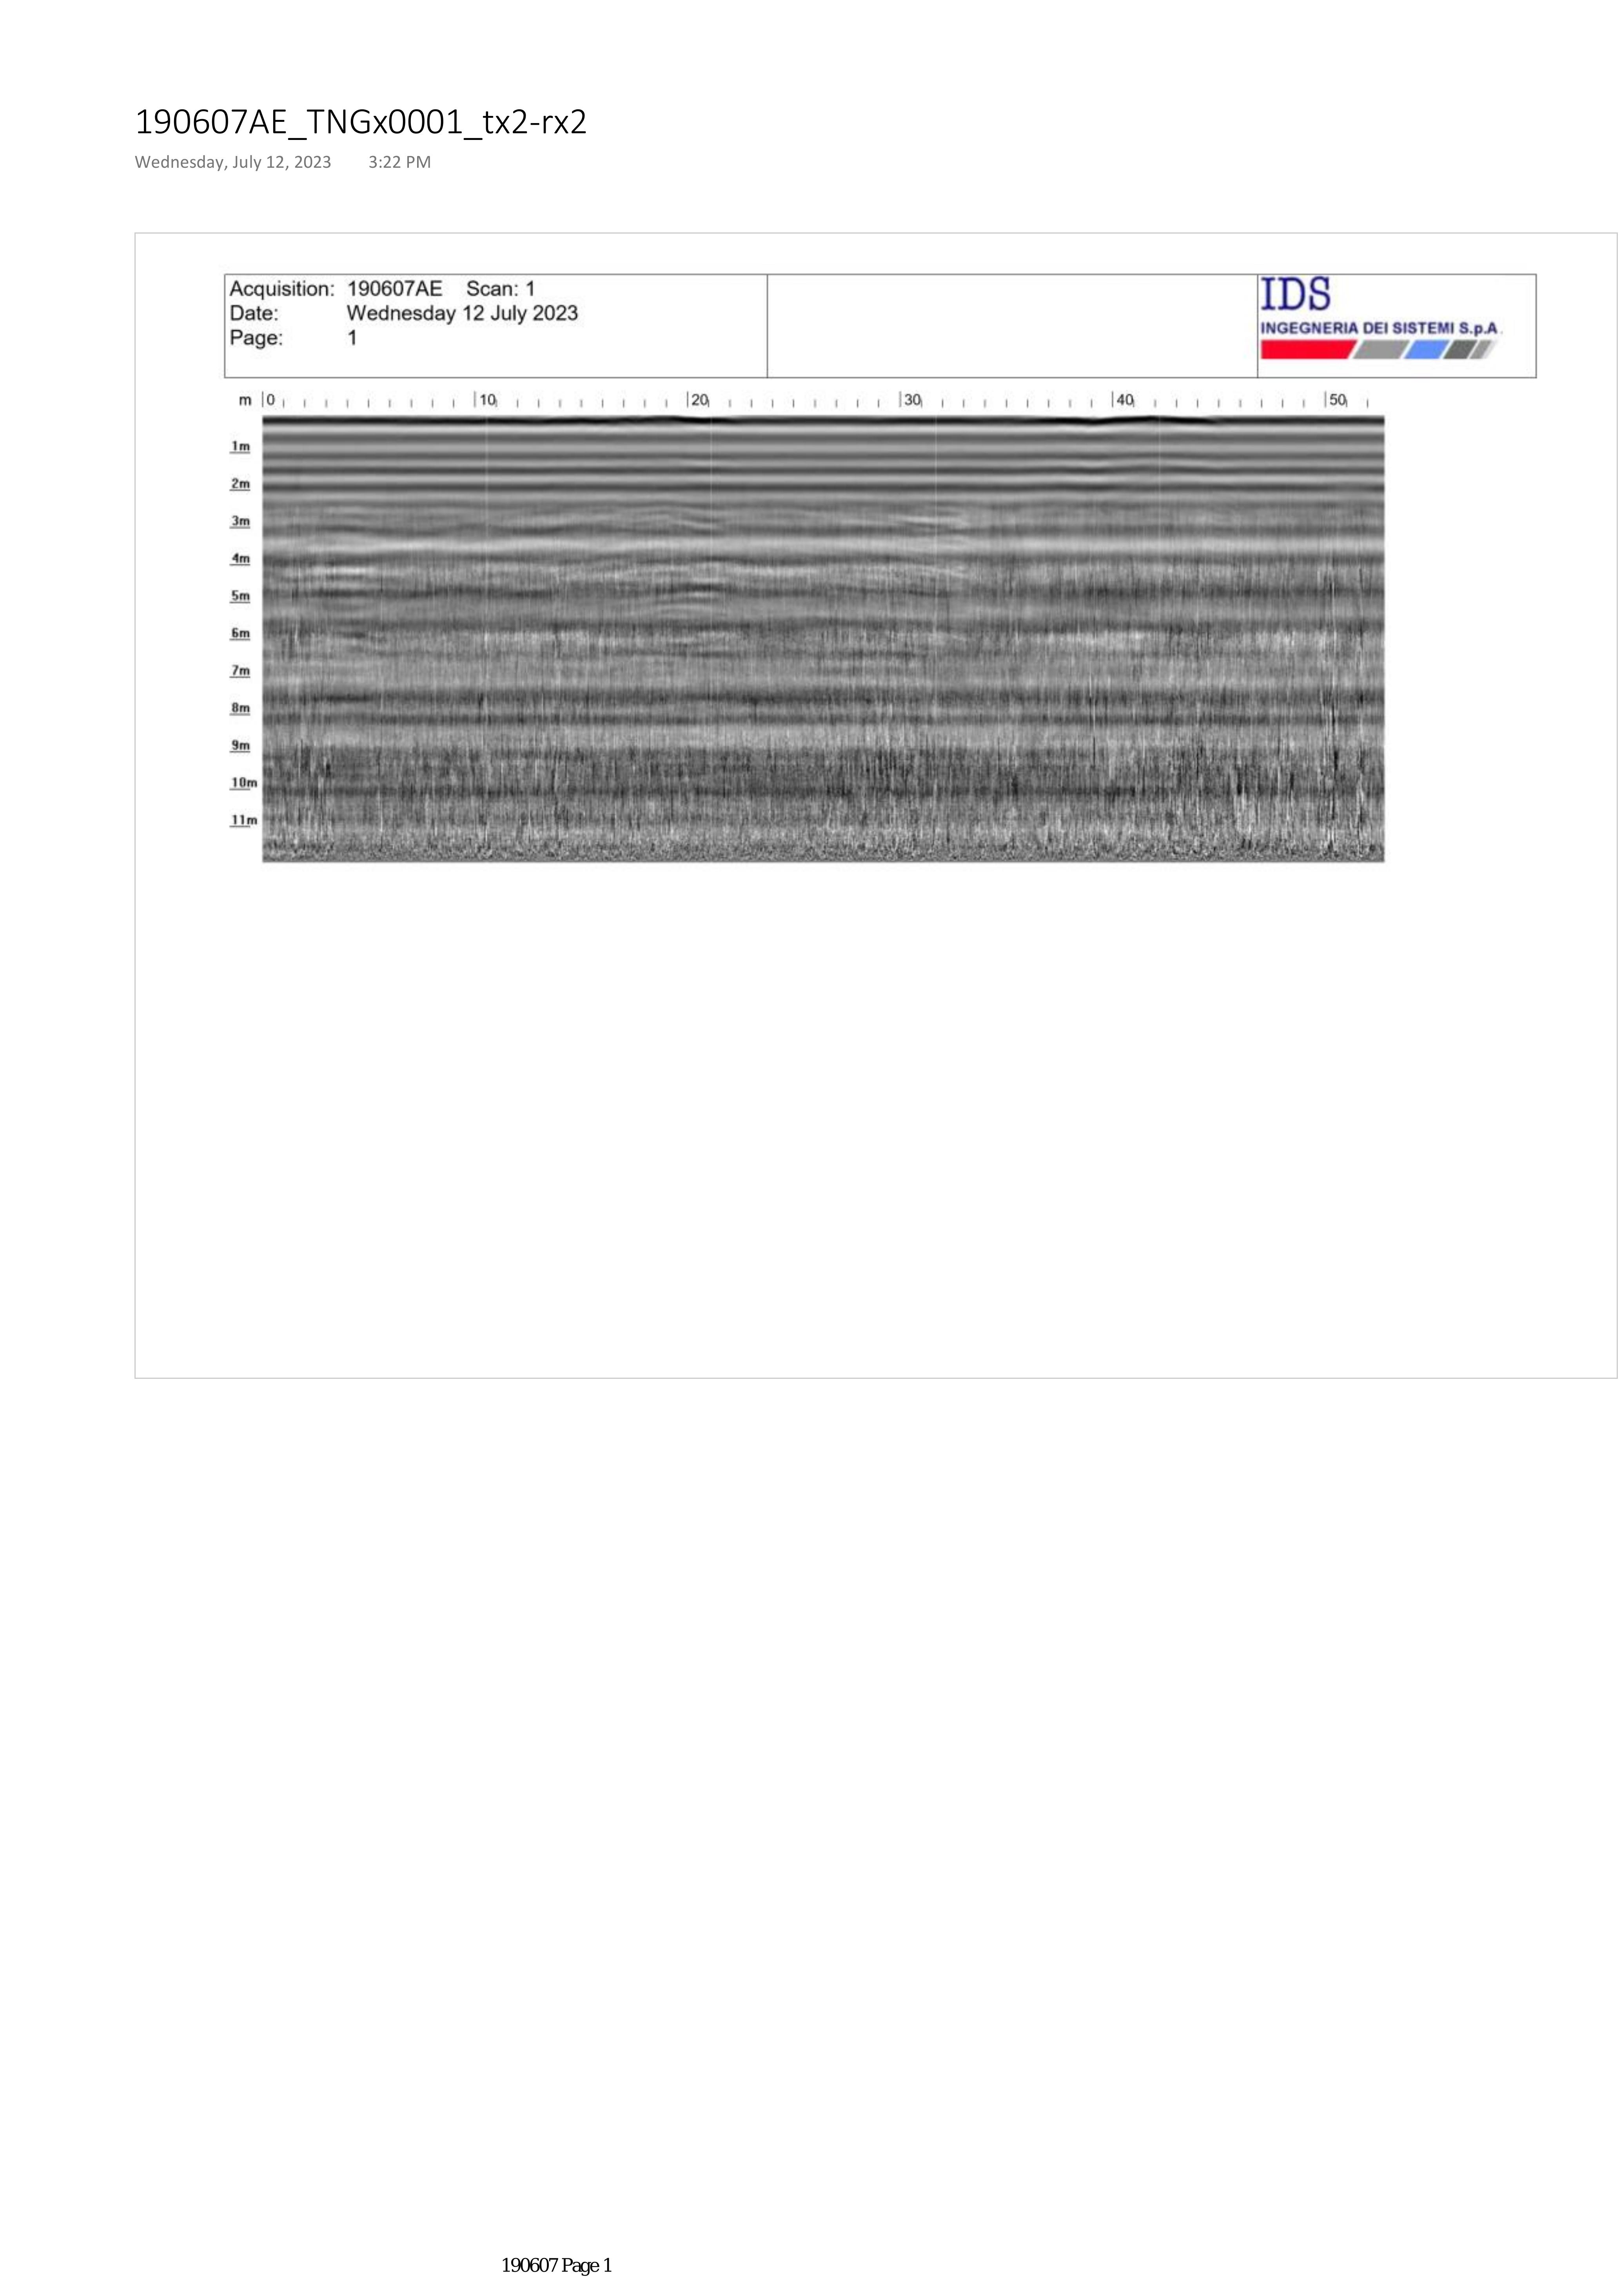 190607AE_TNGx0001_tx2-rx2
Wednesday, July 12, 2023 3:22 PM
Acquisition: 190607AE Scan: 1
Date: Wednesday 12 July 2023
Page: 1
IDS
INGEGNERIA DEI SISTEMI S.p.A.
m 0 10 20 30 40 50
1m
2m
3m
4m
5m
6m
7m
8m
9m
10m
11m
190607 Page 1